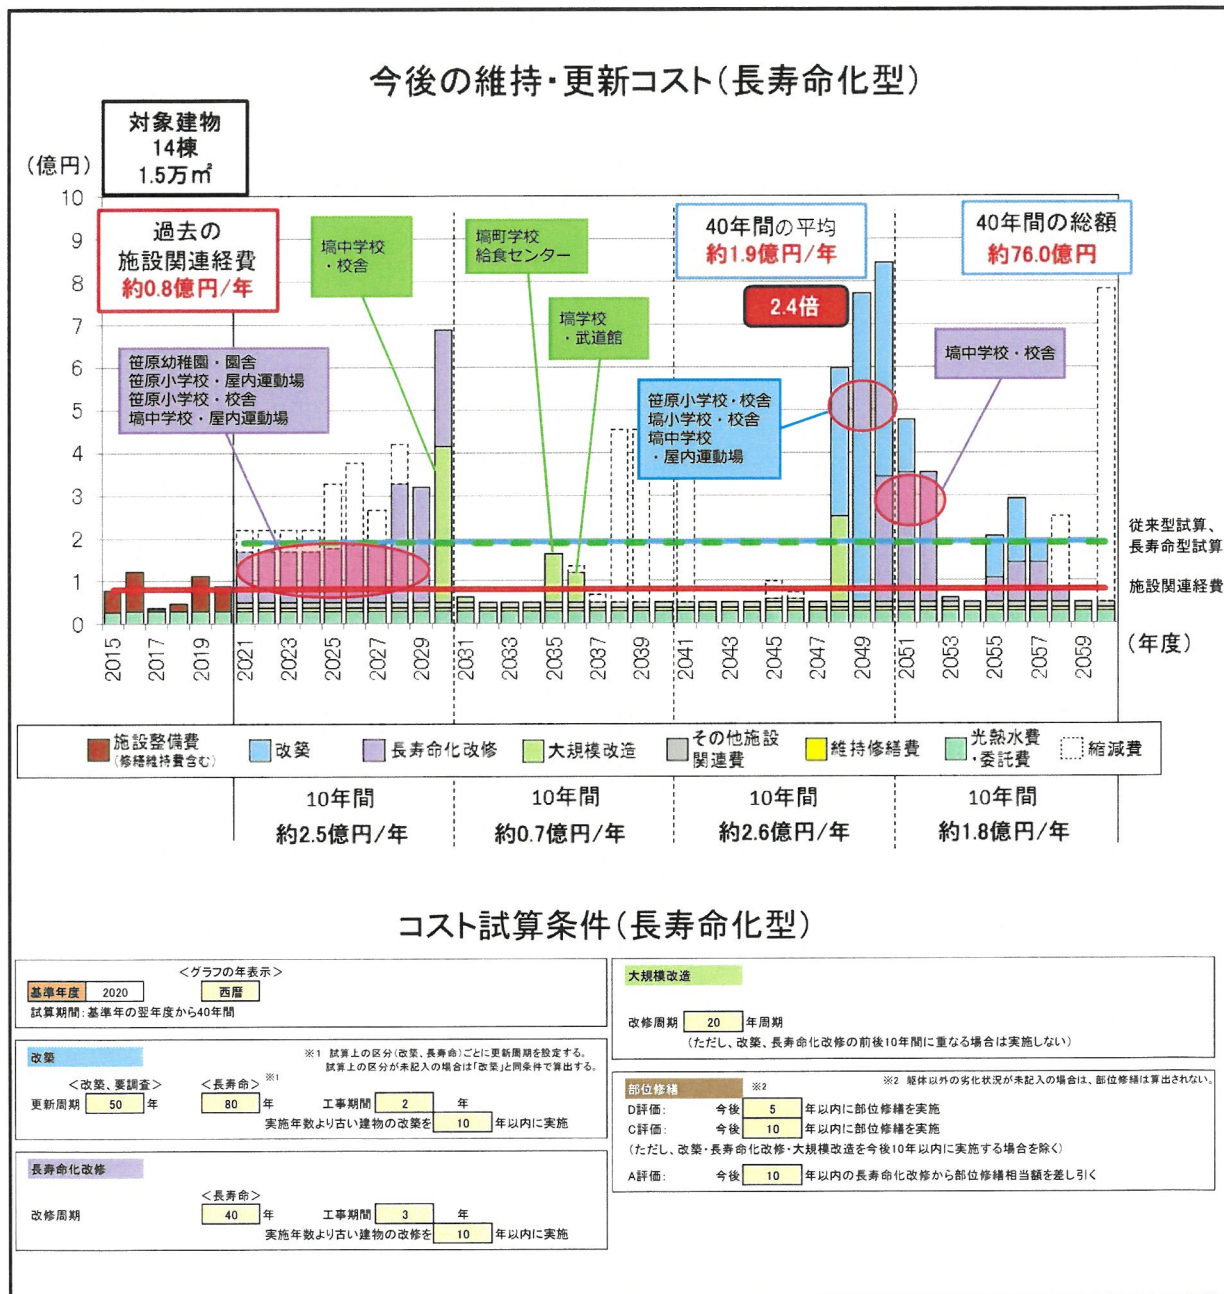 今後の維持・更新コスト(長寿命化型)
対象建物
14棟
1.5万㎡
(億円)
過去の
施設関連経費
約0.8億円/年
塙中学校
・校舎
塙町学校
給食センター
塙学校
・武道館
40年間の平均
約1.9億円/年
2.4倍
40年間の総額
約76.0億円
笹原幼稚園・園舎
笹原小学校・屋内運動場
笹原小学校・校舎
塙中学校・屋内運動場
笹原小学校・校舎
塙小学校・校舎
塙中学校
・屋内運動場
塙中学校・校舎
従来型試算、
長寿命型試算
施設関連経費
10
9
8
7
6
5
4
3
2
1
0
2015
2017
2019
2021
2023
2025
2027
2029
2031
2033
2035
2037
2039
2041
2043
2045
2047
2049
2051
2053
2055
2057
2059
(年度)
施設整備費
(修繕維持費含む)
改築
長寿命化改修
大規模改造
その他施設
関連費
維持修繕費
光熱水費
・委託費
縮減費
10年間
約2.5億円/年
10年間
約0.7億円/年
10年間
約2.6億円/年
10年間
約1.8億円/年
コスト試算条件(長寿命化型)
<グラフの年表示>
基準年度 2020 西暦
試算期間:基準年の翌年度から40年間
改築
※1 試算上の区分(改築、長寿命)ごとに更新周期を設定する。
試算上の区分が未記入の場合は「改築」と同条件で算出する。
<改築、要調査> <長寿命> ※1
更新周期 50 年 80 年 工事期間 2 年
実施年数より古い建物の改築を 10 年以内に実施
長寿命化改修
<長寿命>
改修周期 40 年 工事期間 3 年
実施年数より古い建物の改修を 10 年以内に実施
大規模改造
改修周期 20 年周期
(ただし、改築、長寿命化改修の前後10年間に重なる場合は実施しない)
部位修繕 ※2 ※2 躯体以外の劣化状況が未記入の場合は、部位修繕は算出されない。
D評価: 今後 5 年以内に部位修繕を実施
C評価: 今後 10 年以内に部位修繕を実施
(ただし、改築・長寿命化改修・大規模改造を今後10年以内に実施する場合を除く)
A評価: 今後 10 年以内の長寿命化改修から部位修繕相当額を差し引く